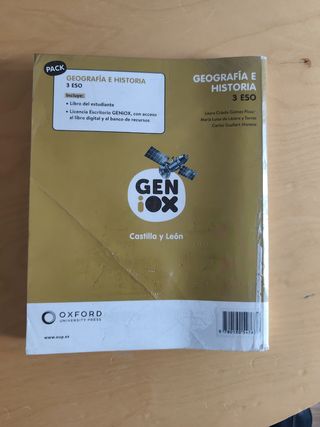 PACK
GEOGRAFÍA E HISTORIA
3 ESO
Incluye:
• Libro del estudiante
• Licencia Escritorio GENIOX, con acceso
al libro digital y al banco de recursos
GEOGRAFÍA E
HISTORIA
3 ESO
GEN
iOX
Castilla y León
OXFORD
UNIVERSITY PRESS
www.oup.es